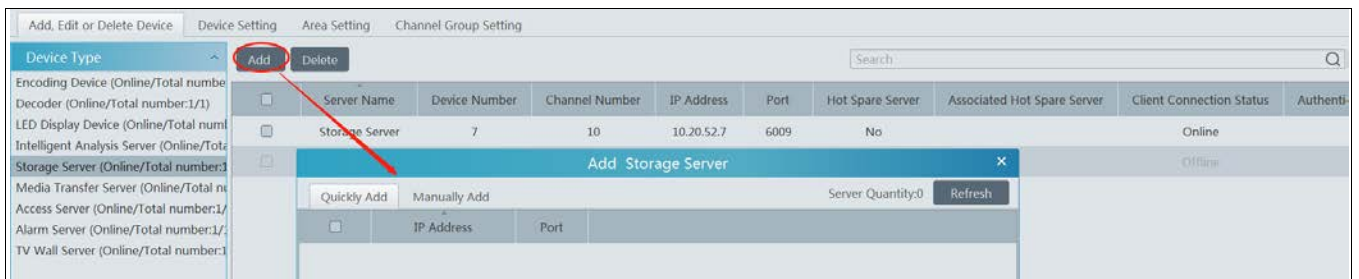 Add, Edit or Delete Device Device Setting Area Setting Channel Group Setting
Device Type Add Delete Search
Encoding Device (Online/Total numbe
Decoder (Online/Total number:1/1) Server Name Device Number Channel Number IP Address Port Hot Spare Server Associated Hot Spare Server Client Connection Status Authenti
LED Display Device (Online/Total num
Intelligent Analysis Server (Online/Tota Storage Server 7 10 10.20.52.7 6009 No Online
Storage Server (Online/Total number:1 Add Storage Server × Offline
Media Transfer Server (Online/Total nu Quickly Add Manually Add Server Quantity:0 Refresh
Access Server (Online/Total number:1/
Alarm Server (Online/Total number:1/ IP Address Port
TV Wall Server (Online/Total number:1